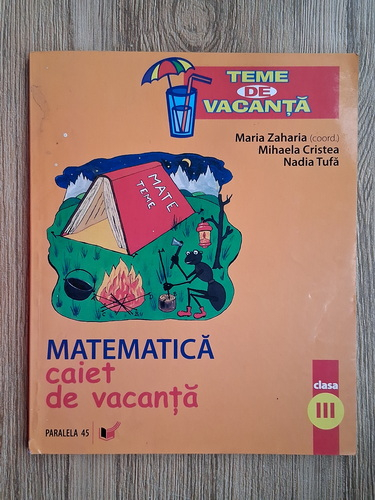 TEME
DE
VACANȚĂ
Maria Zaharia (coord.)
Mihaela Cristea
Nadia Tufă
MATE
TEME
MATEMATICĂ
caiet
de vacanță
clasa
III
PARALELA 45